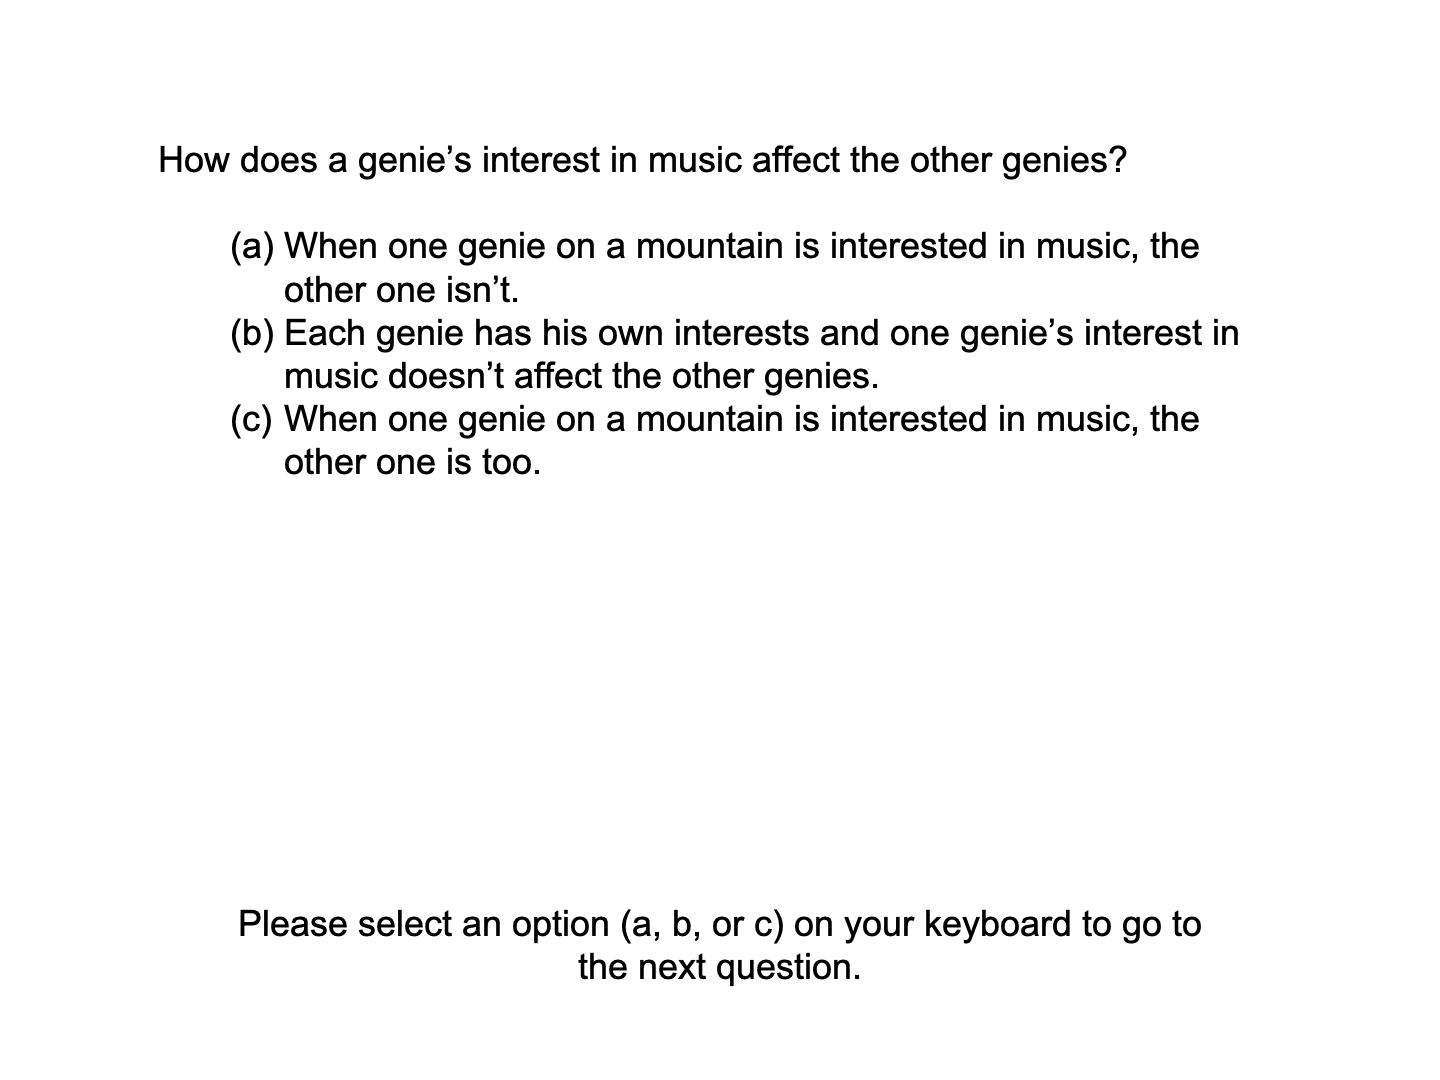 How does a genie’s interest in music affect the other genies?
(a) When one genie on a mountain is interested in music, the
other one isn’t.
(b) Each genie has his own interests and one genie’s interest in
music doesn’t affect the other genies.
(c) When one genie on a mountain is interested in music, the
other one is too.
Please select an option (a, b, or c) on your keyboard to go to
the next question.